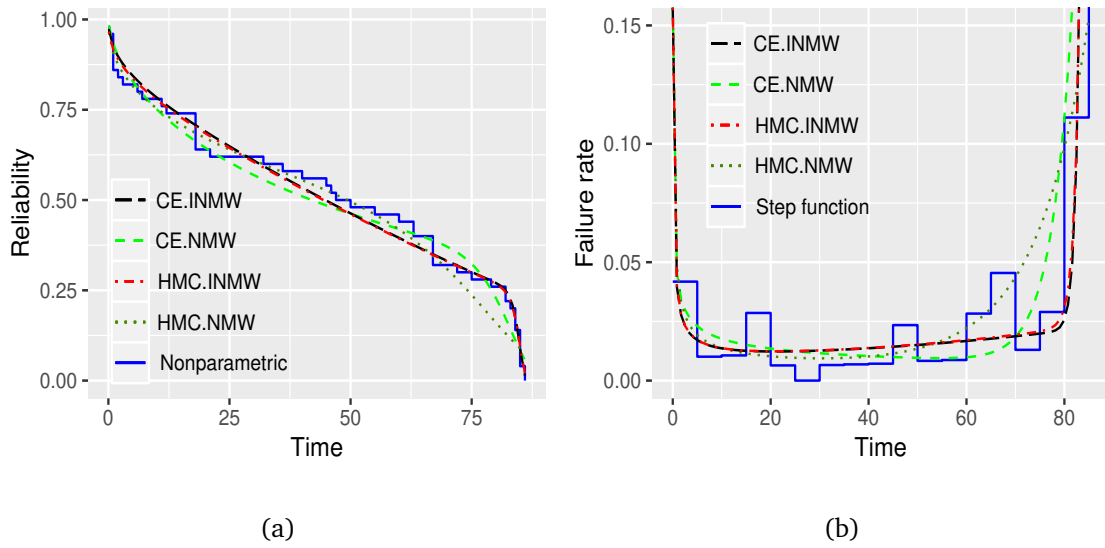 1.00
0.75
0.50
0.25
0.00
Reliability
CE.INMW
CE.NMW
HMC.INMW
HMC.NMW
Nonparametric
0
25
50
75
Time
(a)
0.15
0.10
0.05
0.00
Failure rate
CE.INMW
CE.NMW
HMC.INMW
HMC.NMW
Step function
0
20
40
60
80
Time
(b)